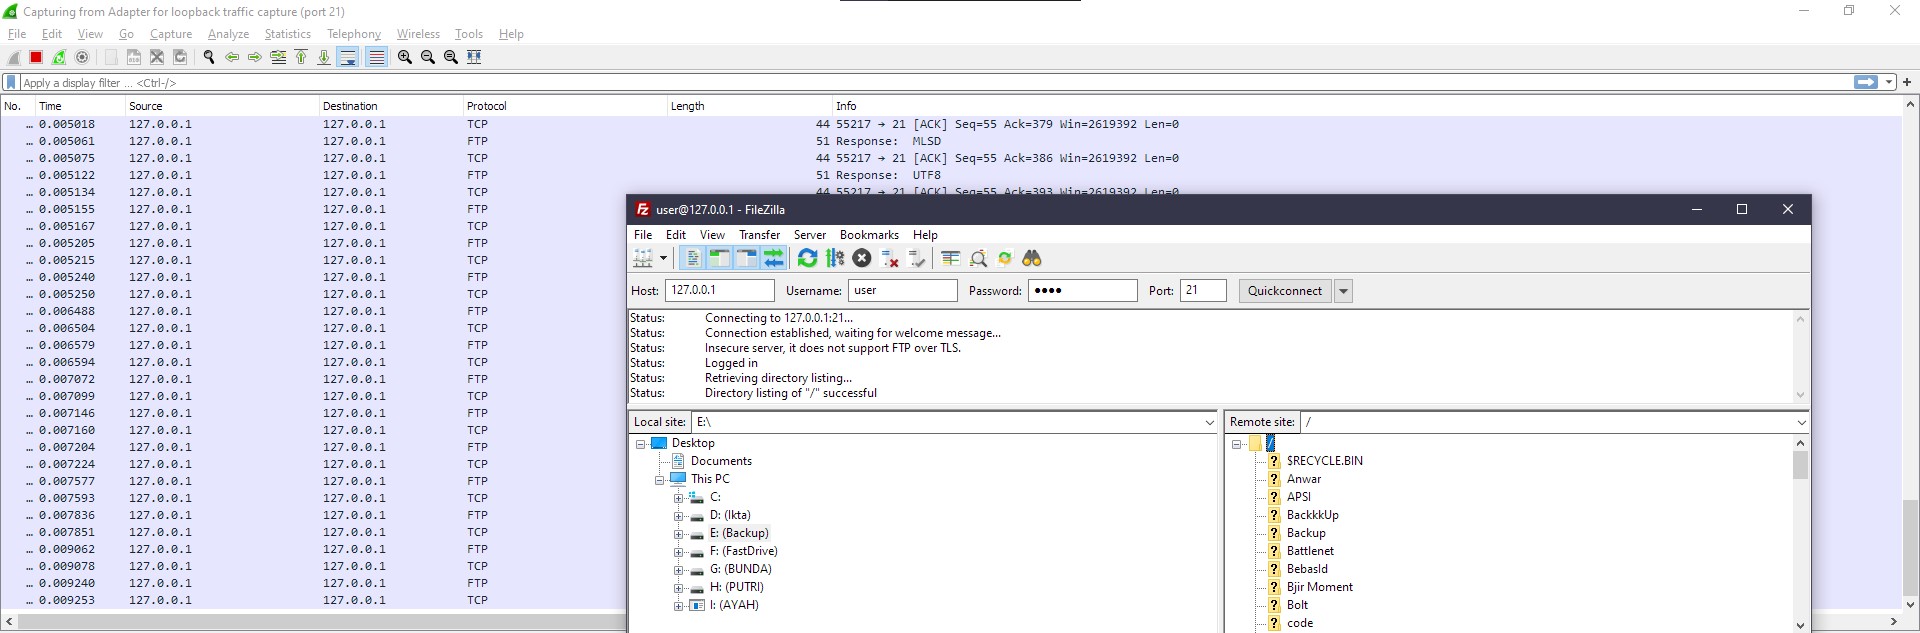 Capturing from Adapter for loopback traffic capture (port 21)
File Edit View Go Capture Analyze Statistics Telephony Wireless Tools Help
Apply a display filter ... <Ctrl-/>
No. Time Source Destination Protocol Length Info
... 0.005018 127.0.0.1 127.0.0.1 TCP 44 55217 → 21 [ACK] Seq=55 Ack=379 Win=2619392 Len=0
... 0.005061 127.0.0.1 127.0.0.1 FTP 51 Response: MLSD
... 0.005075 127.0.0.1 127.0.0.1 TCP 44 55217 → 21 [ACK] Seq=55 Ack=386 Win=2619392 Len=0
... 0.005122 127.0.0.1 127.0.0.1 FTP 51 Response: UTF8
... 0.005134 127.0.0.1 127.0.0.1 TCP 44 55217 → 21 [ACK] Seq=55 Ack=393 Win=2619392 Len=0
... 0.005155 127.0.0.1 127.0.0.1 FTP
... 0.005167 127.0.0.1 127.0.0.1 TCP
... 0.005205 127.0.0.1 127.0.0.1 FTP
... 0.005215 127.0.0.1 127.0.0.1 TCP
... 0.005240 127.0.0.1 127.0.0.1 FTP
... 0.005250 127.0.0.1 127.0.0.1 TCP
... 0.006488 127.0.0.1 127.0.0.1 FTP
... 0.006504 127.0.0.1 127.0.0.1 TCP
... 0.006579 127.0.0.1 127.0.0.1 FTP
... 0.006594 127.0.0.1 127.0.0.1 TCP
... 0.007072 127.0.0.1 127.0.0.1 FTP
... 0.007099 127.0.0.1 127.0.0.1 TCP
... 0.007146 127.0.0.1 127.0.0.1 FTP
... 0.007160 127.0.0.1 127.0.0.1 TCP
... 0.007204 127.0.0.1 127.0.0.1 FTP
... 0.007224 127.0.0.1 127.0.0.1 TCP
... 0.007577 127.0.0.1 127.0.0.1 FTP
... 0.007593 127.0.0.1 127.0.0.1 TCP
... 0.007836 127.0.0.1 127.0.0.1 FTP
... 0.007851 127.0.0.1 127.0.0.1 TCP
... 0.009062 127.0.0.1 127.0.0.1 FTP
... 0.009078 127.0.0.1 127.0.0.1 TCP
... 0.009240 127.0.0.1 127.0.0.1 FTP
... 0.009253 127.0.0.1 127.0.0.1 TCP
user@127.0.0.1 - FileZilla
File Edit View Transfer Server Bookmarks Help
Host: 127.0.0.1 Username: user Password: •••• Port: 21 Quickconnect
Status: Connecting to 127.0.0.1:21...
Status: Connection established, waiting for welcome message...
Status: Insecure server, it does not support FTP over TLS.
Status: Logged in
Status: Retrieving directory listing...
Status: Directory listing of "/" successful
Local site: E:\
Desktop
Documents
This PC
C:
D: (Ikta)
E: (Backup)
F: (FastDrive)
G: (BUNDA)
H: (PUTRI)
I: (AYAH)
Remote site: /
/
$RECYCLE.BIN
Anwar
APSI
BackkkUp
Backup
Battlenet
Bebasld
Bjir Moment
Bolt
code